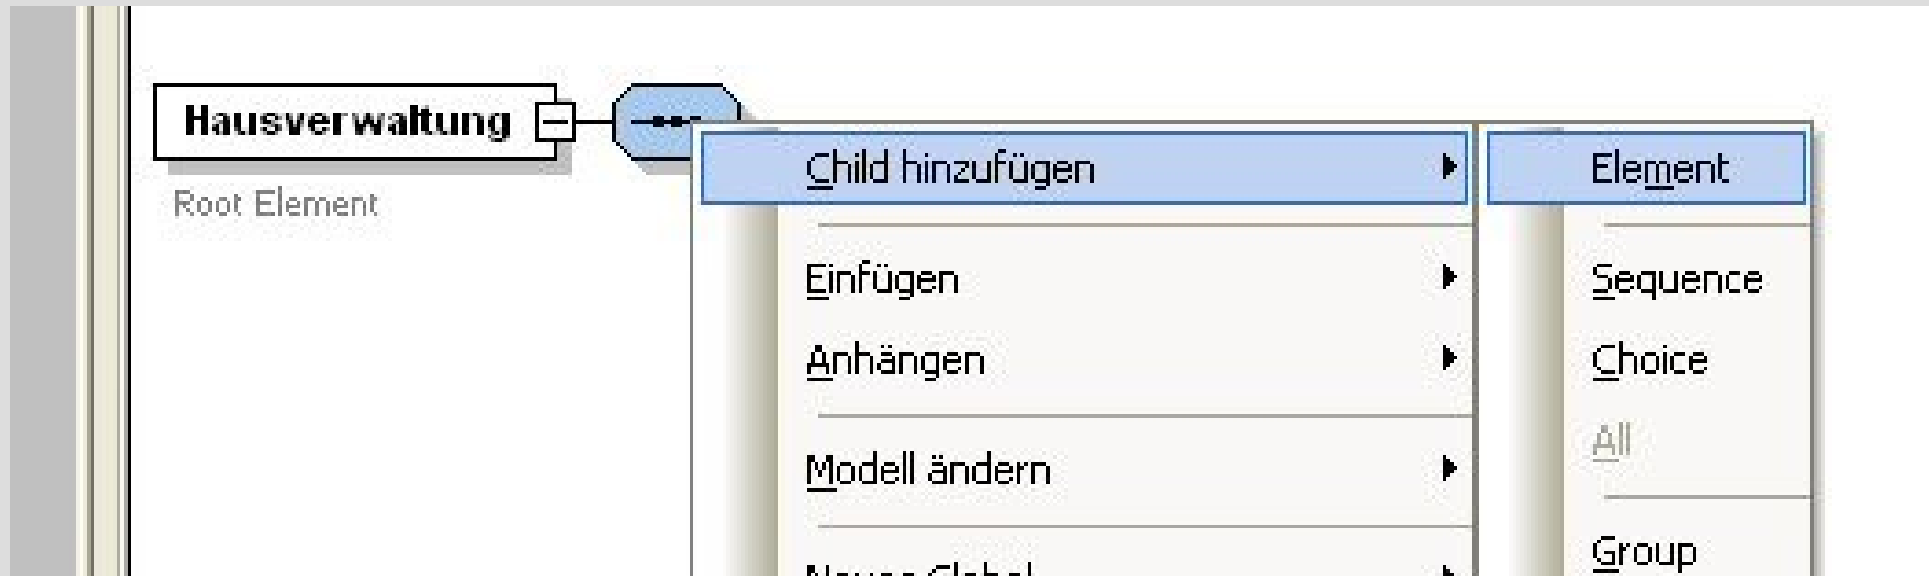 Hausverwaltung
Root Element
Child hinzufügen
Einfügen
Anhängen
Modell ändern
Element
Sequence
Choice
All
Group